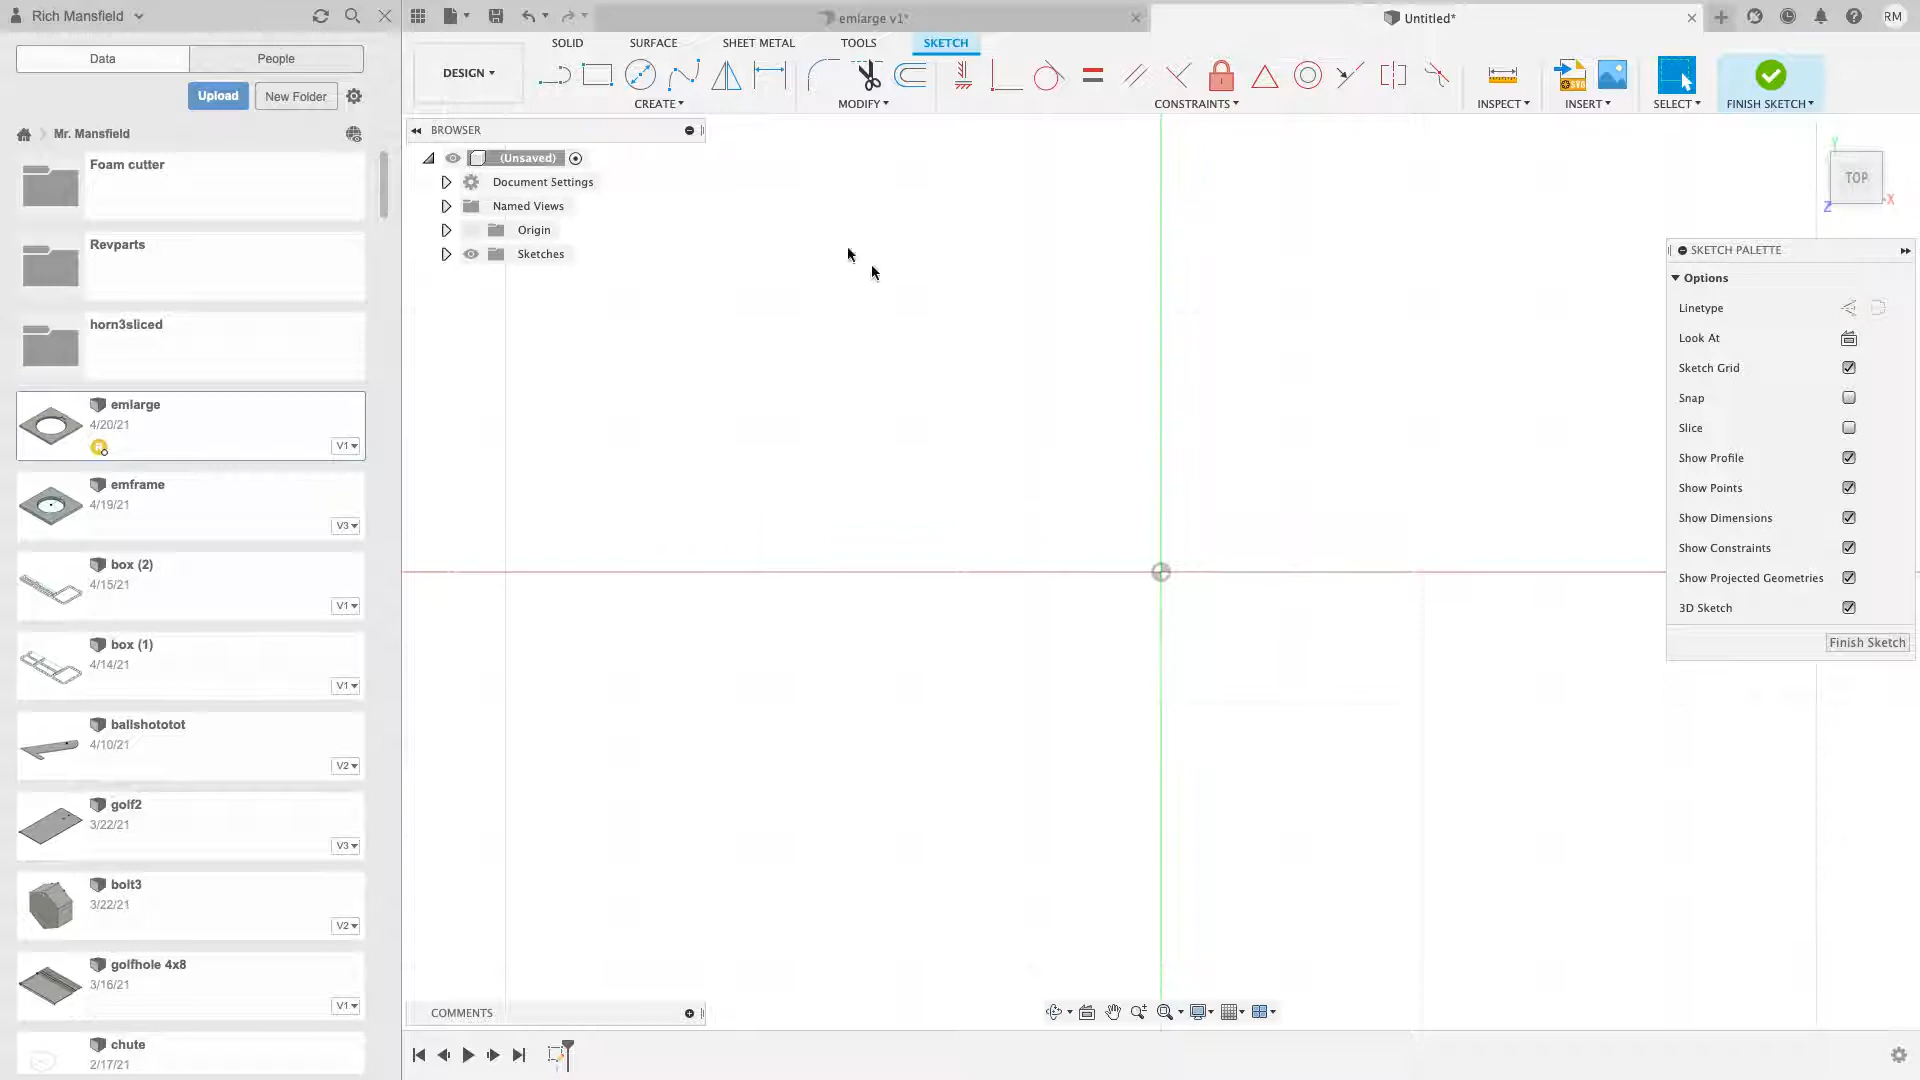 Rich Mansfield
Data
People
Upload
New Folder
Mr. Mansfield
Foam cutter
Revparts
horn3sliced
emlarge
4/20/21
V1
emframe
4/19/21
V3
box (2)
4/15/21
V1
box (1)
4/14/21
V1
ballshototot
4/10/21
V2
golf2
3/22/21
V3
bolt3
3/22/21
V2
golfhole 4x8
3/16/21
V1
chute
2/17/21
emlarge v1*
Untitled*
RM
SOLID
SURFACE
SHEET METAL
TOOLS
SKETCH
DESIGN
CREATE
MODIFY
CONSTRAINTS
INSPECT
INSERT
SELECT
FINISH SKETCH
BROWSER
(Unsaved)
Document Settings
Named Views
Origin
Sketches
Y
TOP
Z
X
SKETCH PALETTE
Options
Linetype
Look At
Sketch Grid
Snap
Slice
Show Profile
Show Points
Show Dimensions
Show Constraints
Show Projected Geometries
3D Sketch
Finish Sketch
COMMENTS